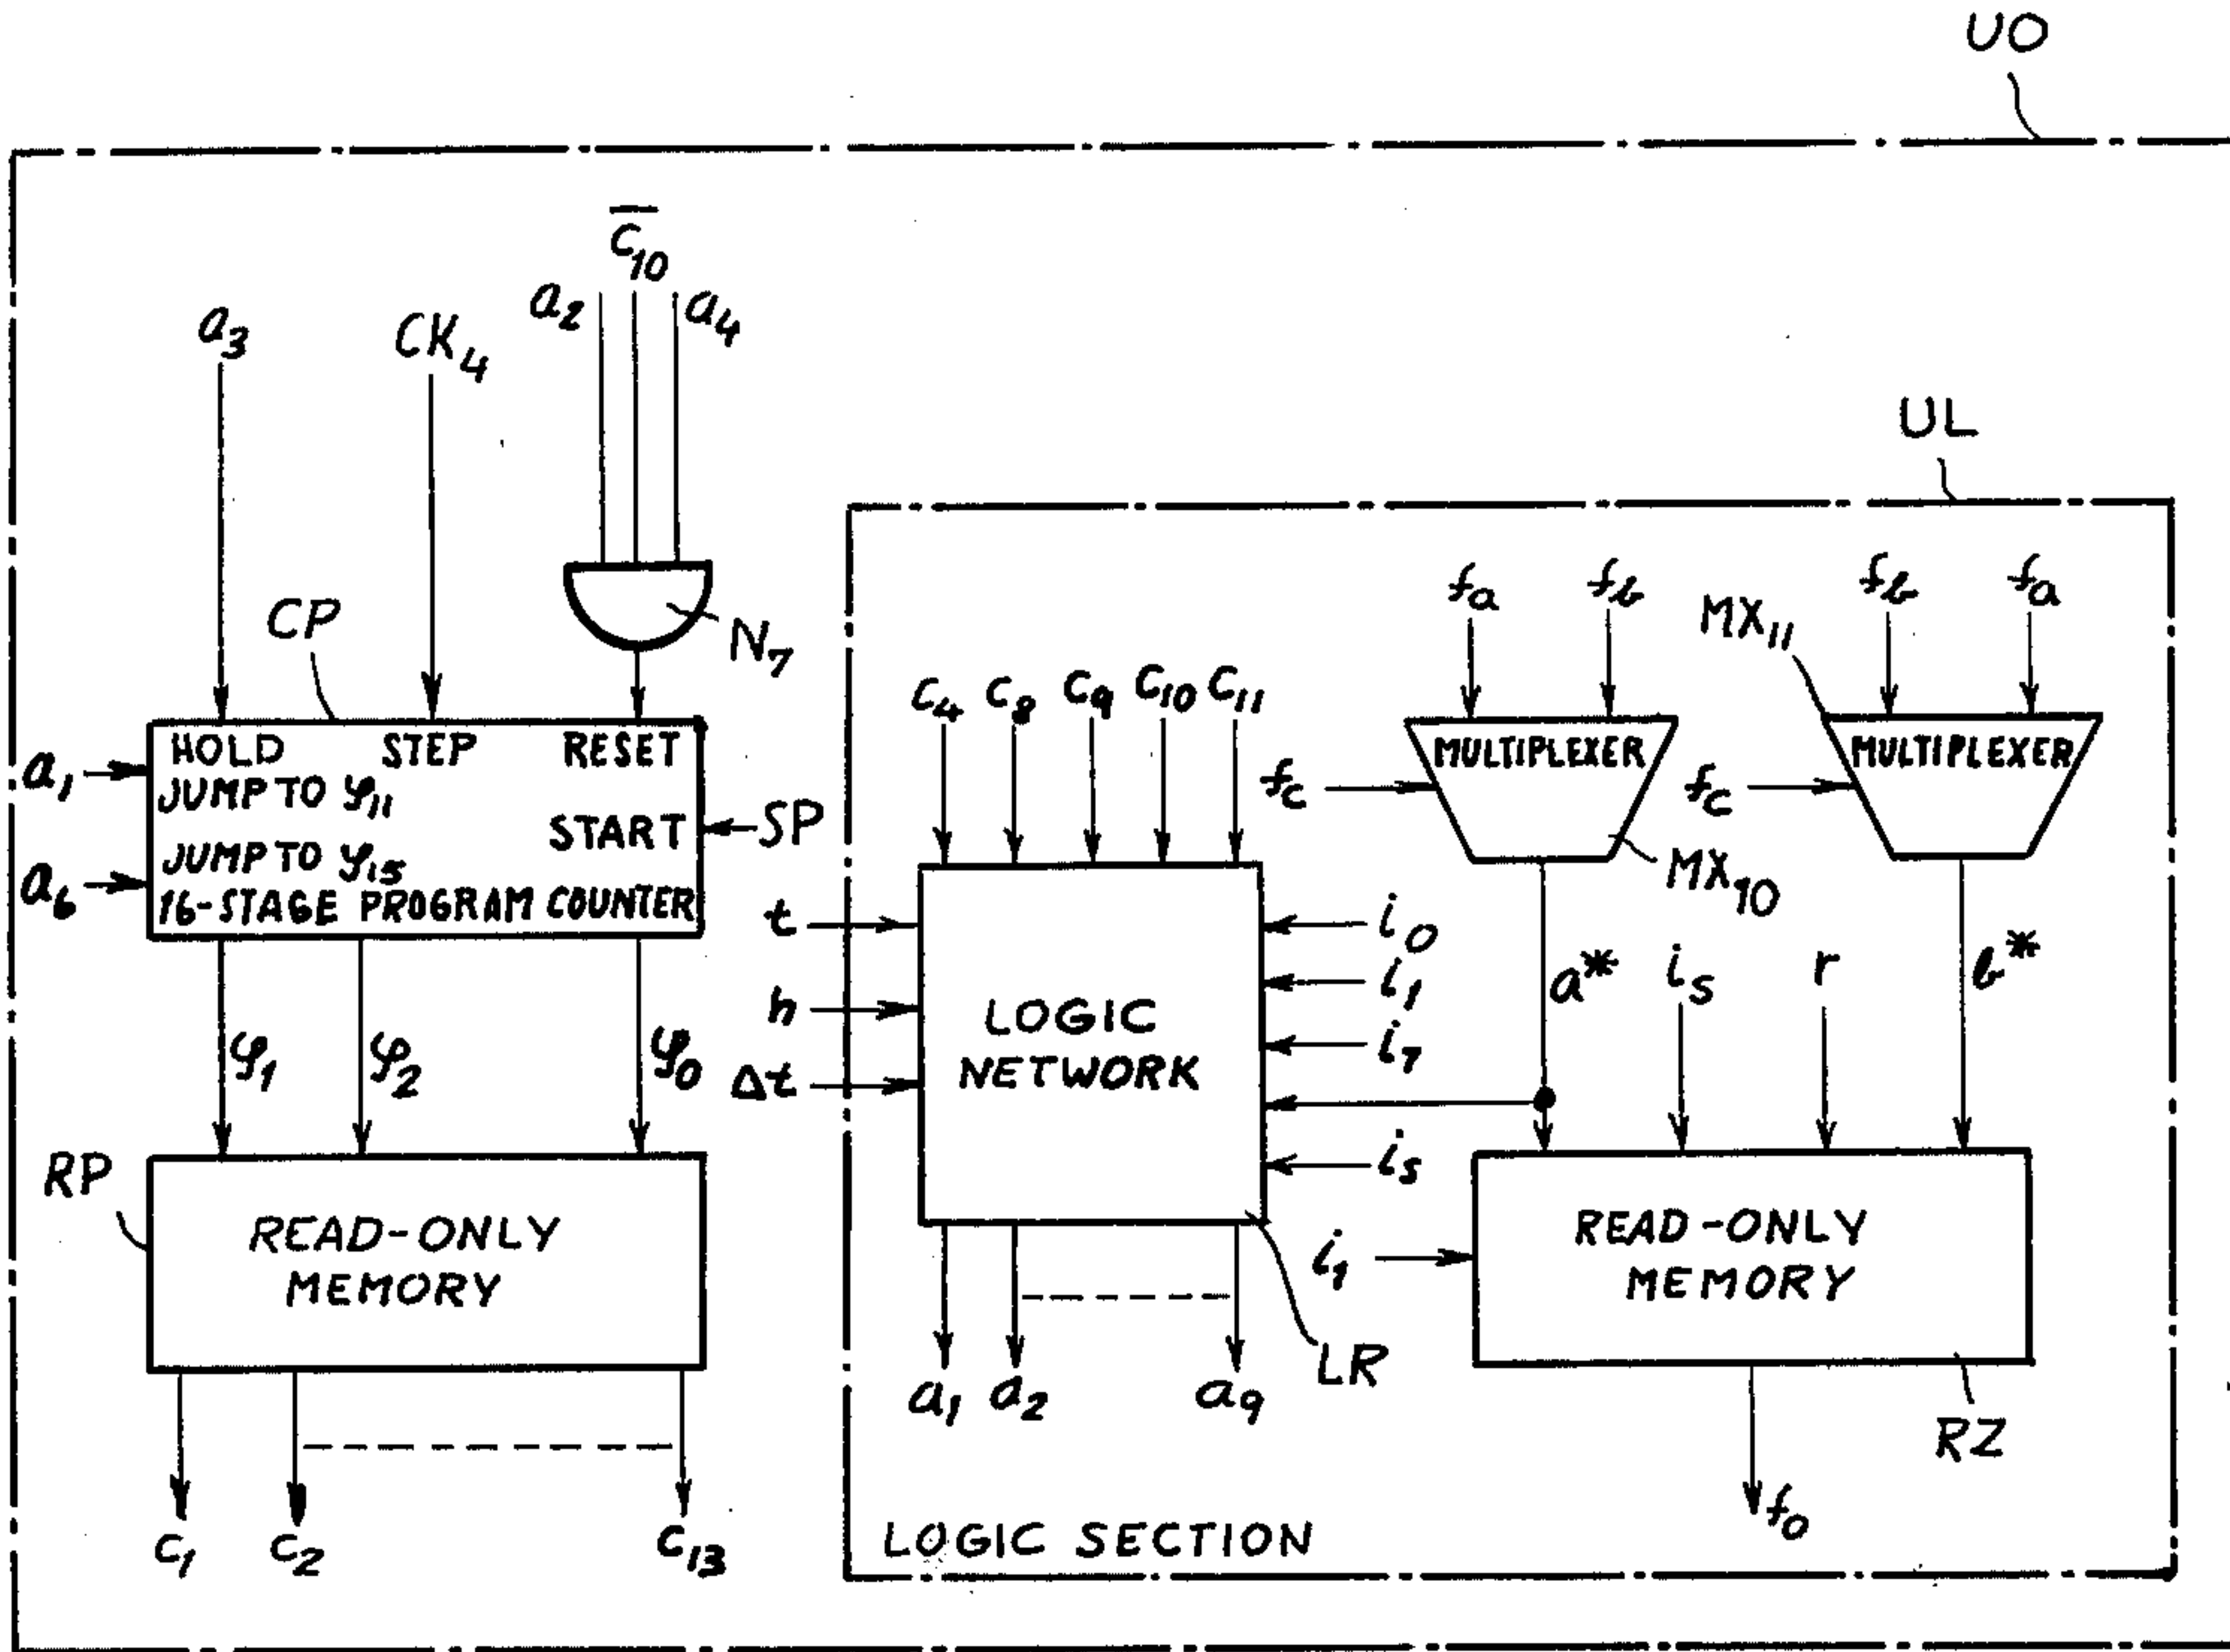 UO
c̅10
a2
a4
a3
CK4
UL
CP
N7
fa
fb
fb
fa
MX11
c4 c8 c9 c10 c11
HOLD STEP RESET
a1
JUMP TO φ11
START
SP
JUMP TO φ15
a6
16-STAGE PROGRAM COUNTER
MULTIPLEXER
MULTIPLEXER
fc
fc
MX10
t
h
Δt
LOGIC
NETWORK
i0
i1
i7
is
a*
is
r
b*
φ1
φ2
φ0
RP
READ-ONLY
MEMORY
i1
READ-ONLY
MEMORY
LR
a1 a2 a9
RZ
c1 c2 c13
fo
LOGIC SECTION